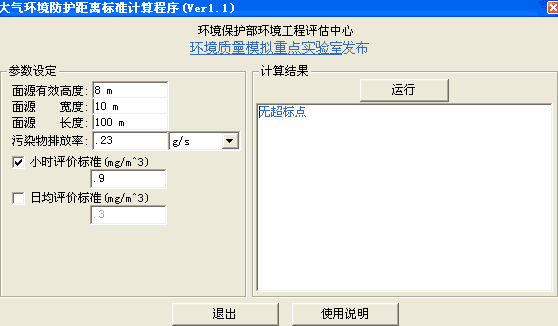 大气环境防护距离标准计算程序(Ver1.1)
环境保护部环境工程评估中心
环境质量模拟重点实验室发布
参数设定
面源有效高度: 8 m
面源 宽度: 10 m
面源 长度: 100 m
污染物排放率: .23 g/s
小时评价标准(mg/m^3)
.9
日均评价标准(mg/m^3)
.3
计算结果
运行
无超标点
退出 使用说明